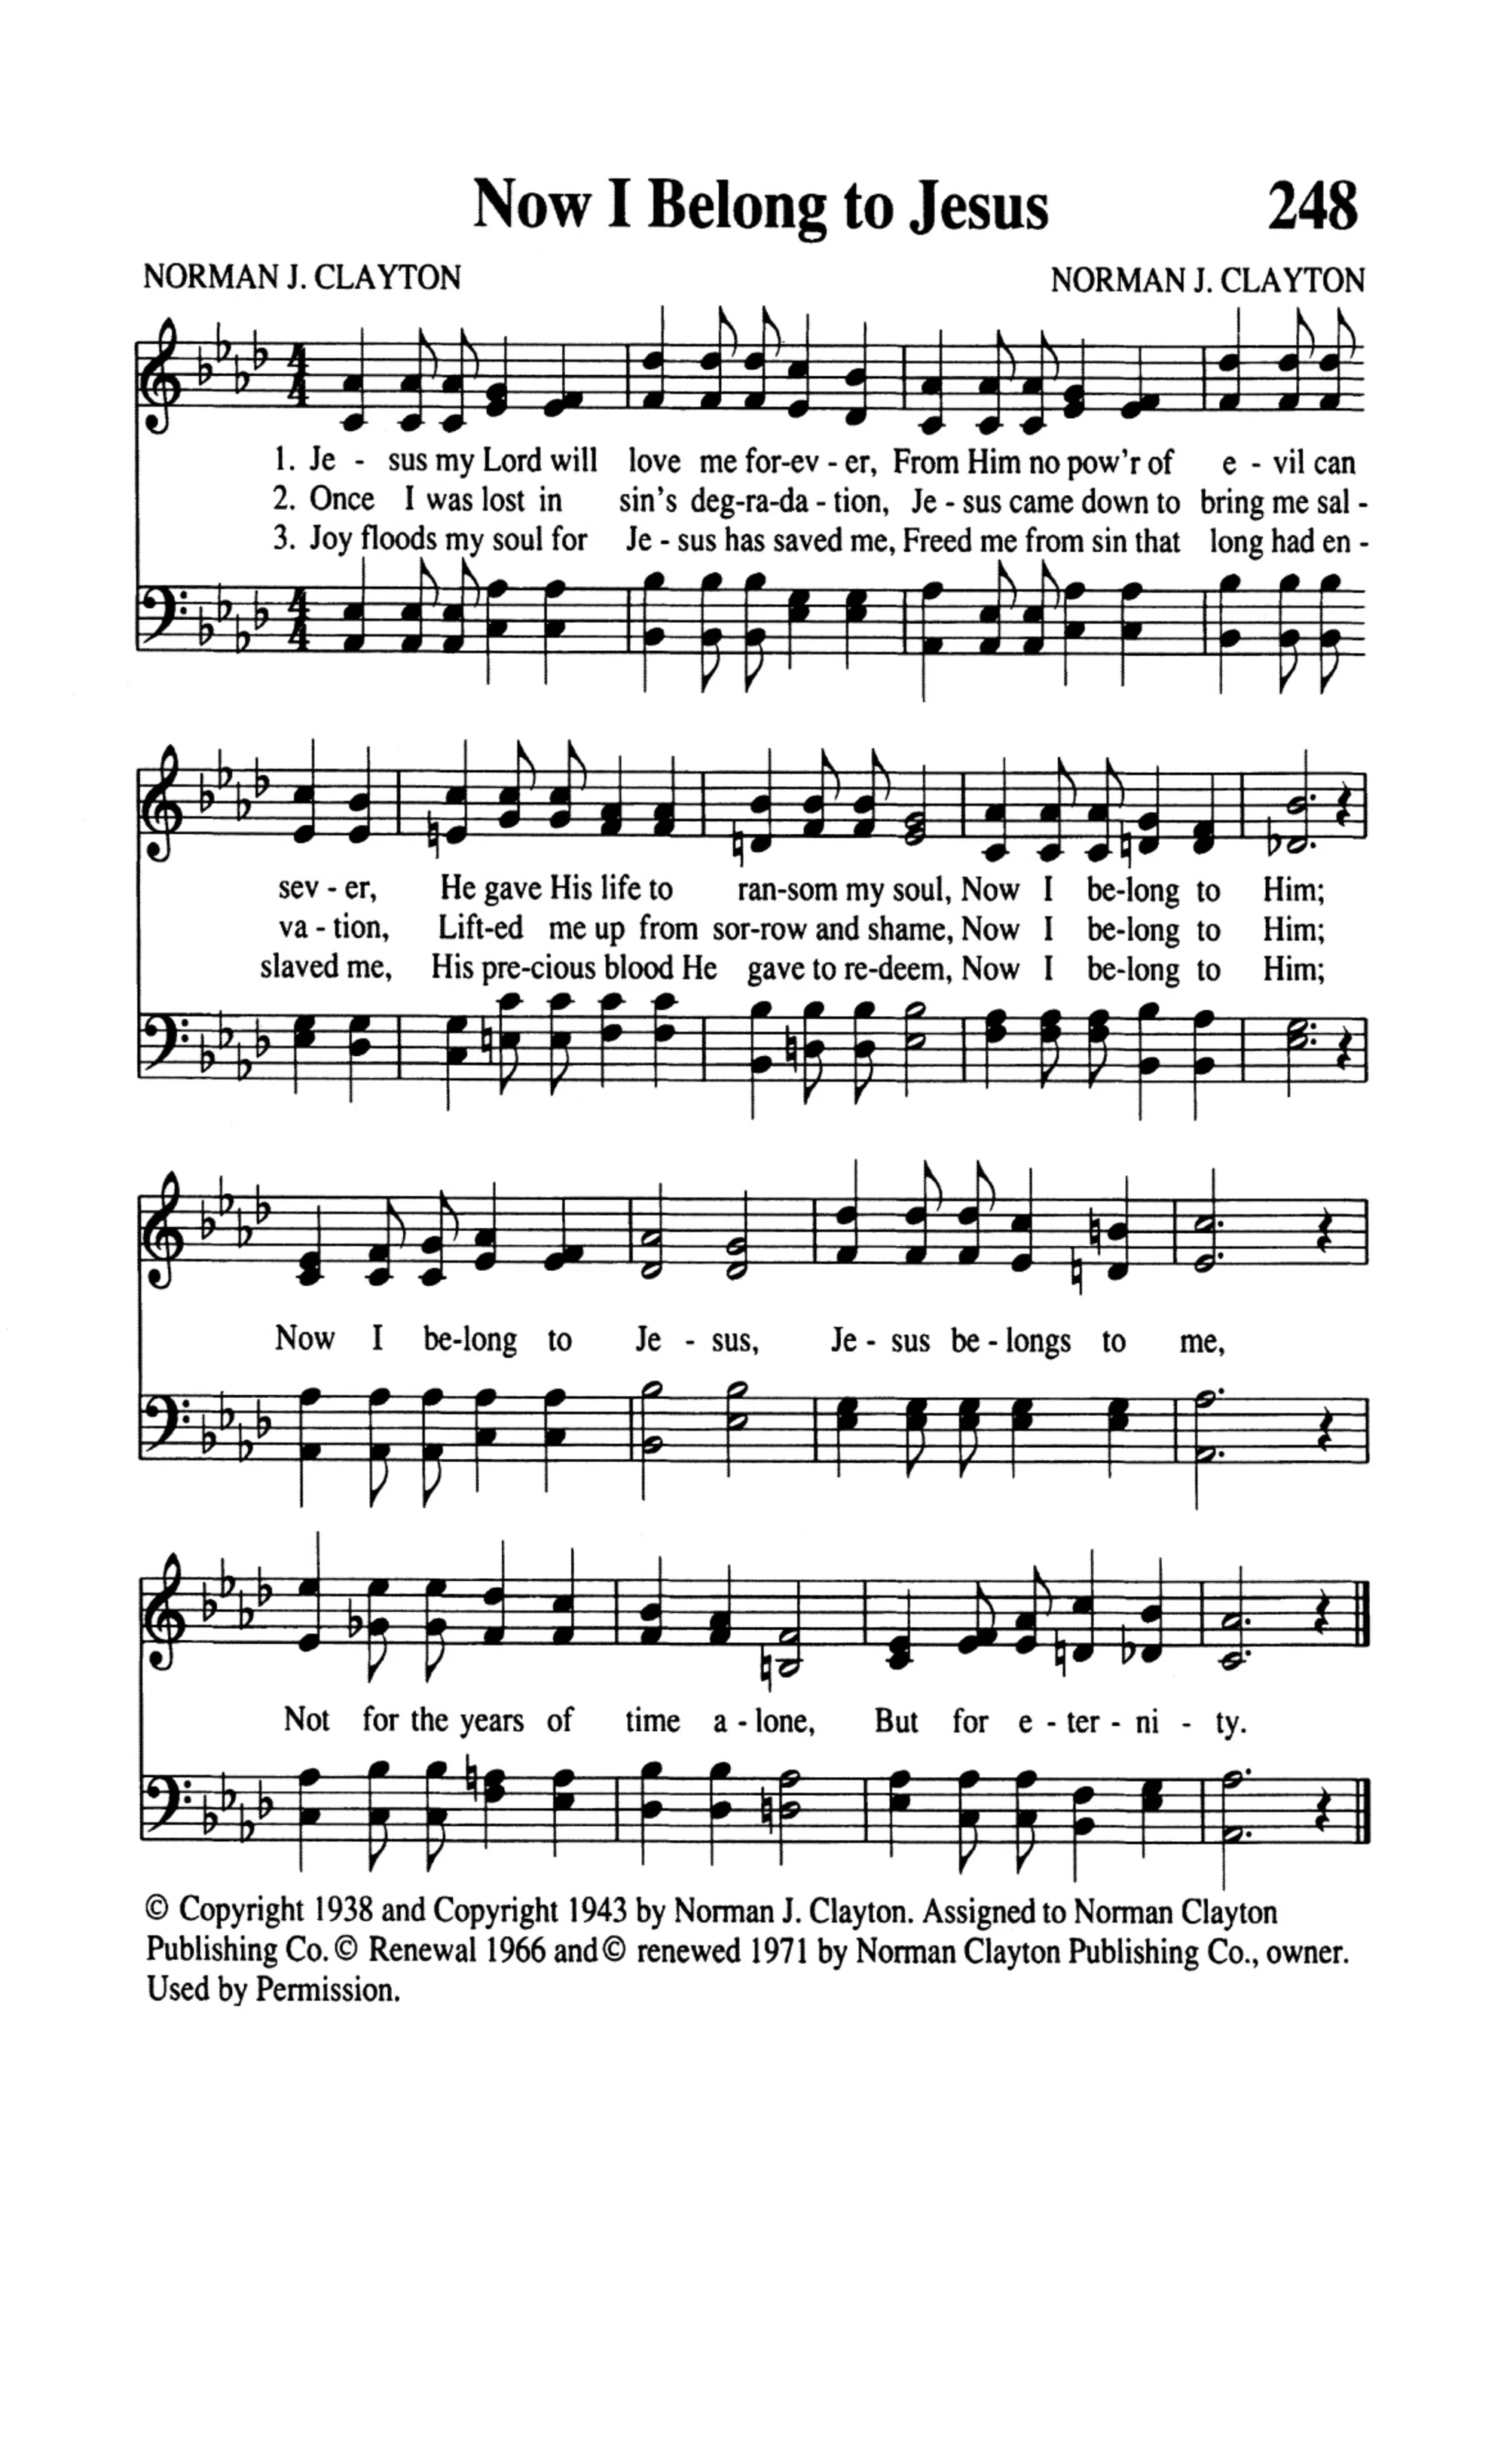 Now I Belong to Jesus 248
NORMAN J. CLAYTON NORMAN J. CLAYTON
4 4
1. Je - sus my Lord will love me for-ev - er, From Him no pow'r of e - vil can
2. Once I was lost in sin's deg-ra-da - tion, Je - sus came down to bring me sal -
3. Joy floods my soul for Je - sus has saved me, Freed me from sin that long had en -
4 4
sev - er, He gave His life to ran-som my soul, Now I be-long to Him;
va - tion, Lift-ed me up from sor-row and shame, Now I be-long to Him;
slaved me, His pre-cious blood He gave to re-deem, Now I be-long to Him;
Now I be-long to Je - sus, Je - sus be - longs to me,
Not for the years of time a - lone, But for e - ter - ni - ty.
© Copyright 1938 and Copyright 1943 by Norman J. Clayton. Assigned to Norman Clayton
Publishing Co. © Renewal 1966 and © renewed 1971 by Norman Clayton Publishing Co., owner.
Used by Permission.